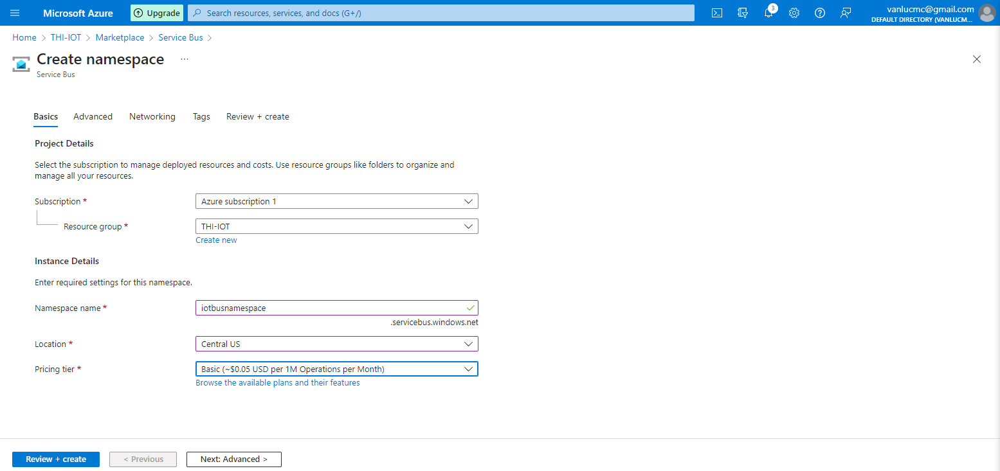 Microsoft Azure
Upgrade
Search resources, services, and docs (G+/)
3
vanlucmc@gmail.com
DEFAULT DIRECTORY (VANLUCM...
Home > THI-IOT > Marketplace > Service Bus >
Create namespace ...
Service Bus
Basics Advanced Networking Tags Review + create
Project Details
Select the subscription to manage deployed resources and costs. Use resource groups like folders to organize and
manage all your resources.
Subscription * Azure subscription 1
Resource group * THI-IOT
Create new
Instance Details
Enter required settings for this namespace.
Namespace name * iotbusnamespace
.servicebus.windows.net
Location * Central US
Pricing tier * Basic (~$0.05 USD per 1M Operations per Month)
Browse the available plans and their features
Review + create < Previous Next: Advanced >